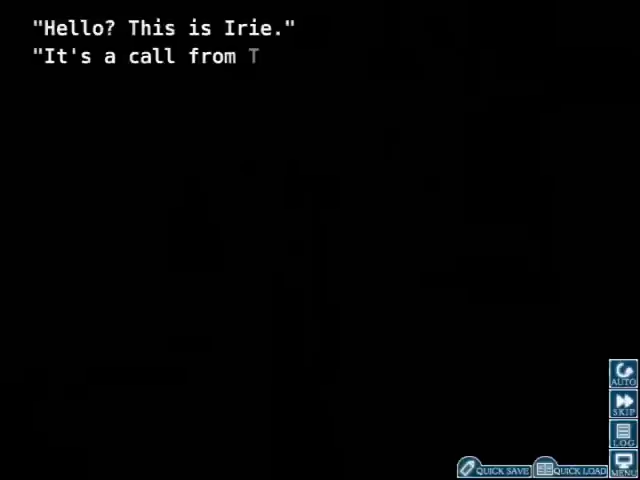 "Hello? This is Irie."
"It's a call from T
AUTO
SKIP
LOG
QUICK SAVE
QUICK LOAD
MENU